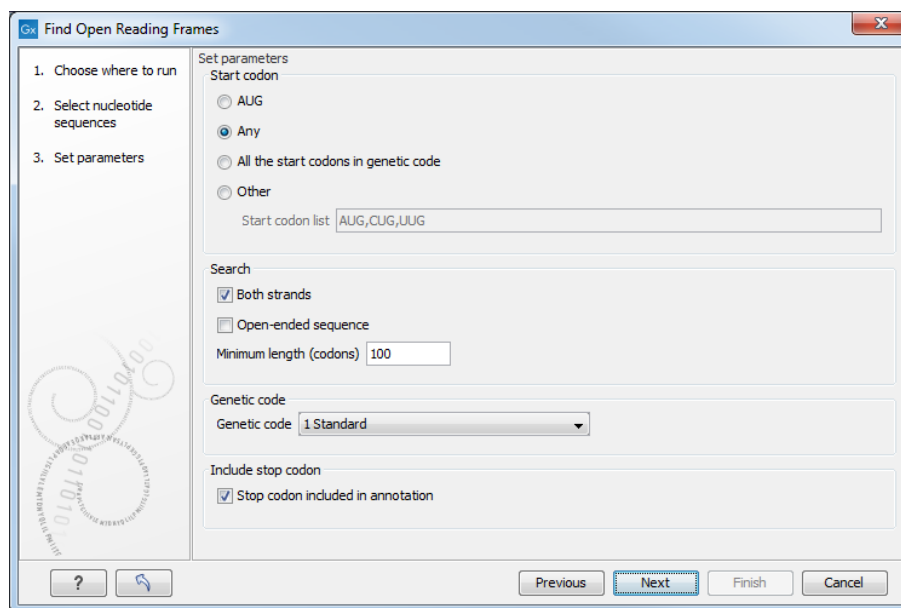 Gx Find Open Reading Frames
1. Choose where to run
2. Select nucleotide
sequences
3. Set parameters
Set parameters
Start codon
AUG
Any
All the start codons in genetic code
Other
Start codon list AUG,CUG,UUG
Search
Both strands
Open-ended sequence
Minimum length (codons) 100
Genetic code
Genetic code 1 Standard
Include stop codon
Stop codon included in annotation
? Previous Next Finish Cancel